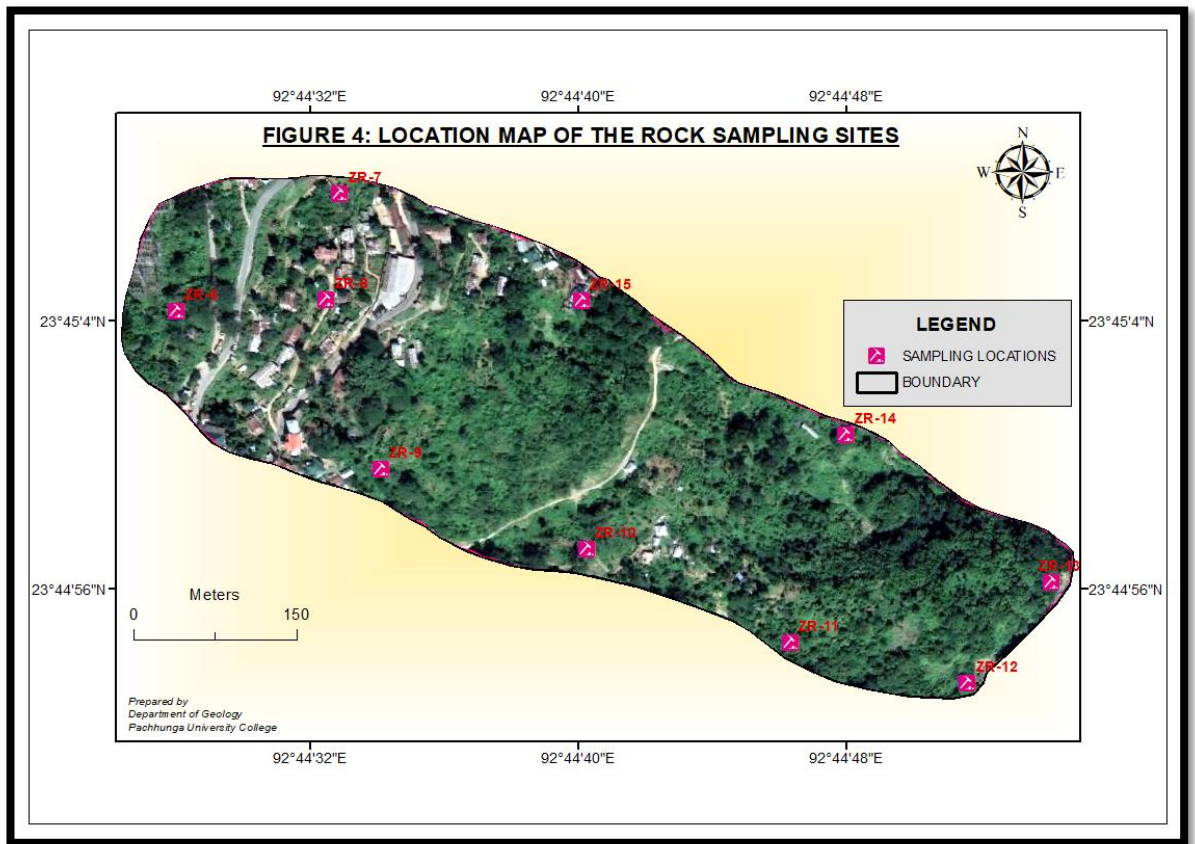 92°44'32"E
92°44'40"E
92°44'48"E
FIGURE 4: LOCATION MAP OF THE ROCK SAMPLING SITES
N
W
E
S
ZR-7
ZR-6
ZR-8
ZR-15
23°45'4"N
23°45'4"N
LEGEND
SAMPLING LOCATIONS
BOUNDARY
ZR-14
ZR-9
ZR-10
ZR-13
23°44'56"N
23°44'56"N
Meters
0
150
ZR-11
ZR-12
Prepared by
Department of Geology
Pachhunga University College
92°44'32"E
92°44'40"E
92°44'48"E